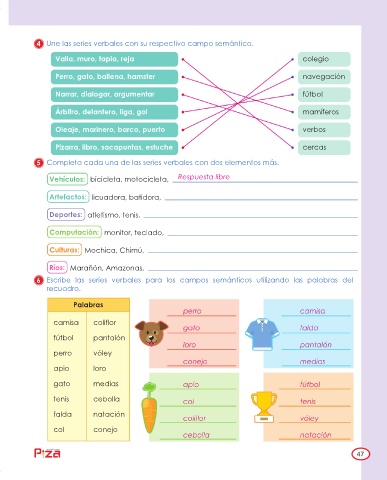 4 Une las series verbales con su respectivo campo semántico.
Valla, muro, tapia, reja
colegio
Perro, gato, ballena, hamster
navegación
Narrar, dialogar, argumentar
fútbol
Árbitro, delantero, liga, gol
mamíferos
Oleaje, marinero, barco, puerto
verbos
Pizarra, libro, sacapuntas, estuche
cercas
5 Completa cada una de las series verbales con dos elementos más.
Vehículos: bicicleta, motocicleta, Respuesta libre
Artefactos: licuadora, batidora,
Deportes: atletismo, tenis,
Computación: monitor, teclado,
Culturas: Mochica, Chimú,
Ríos: Marañón, Amazonas,
6 Escribe las series verbales para los campos semánticos utilizando las palabras del
recuadro.
Palabras
camisa coliflor
fútbol pantalón
perro vóley
apio loro
gato medias
tenis cebolla
falda natación
col conejo
perro
gato
loro
conejo
camisa
falda
pantalón
medias
apio
col
coliflor
cebolla
fútbol
tenis
vóley
natación
Pizza
47